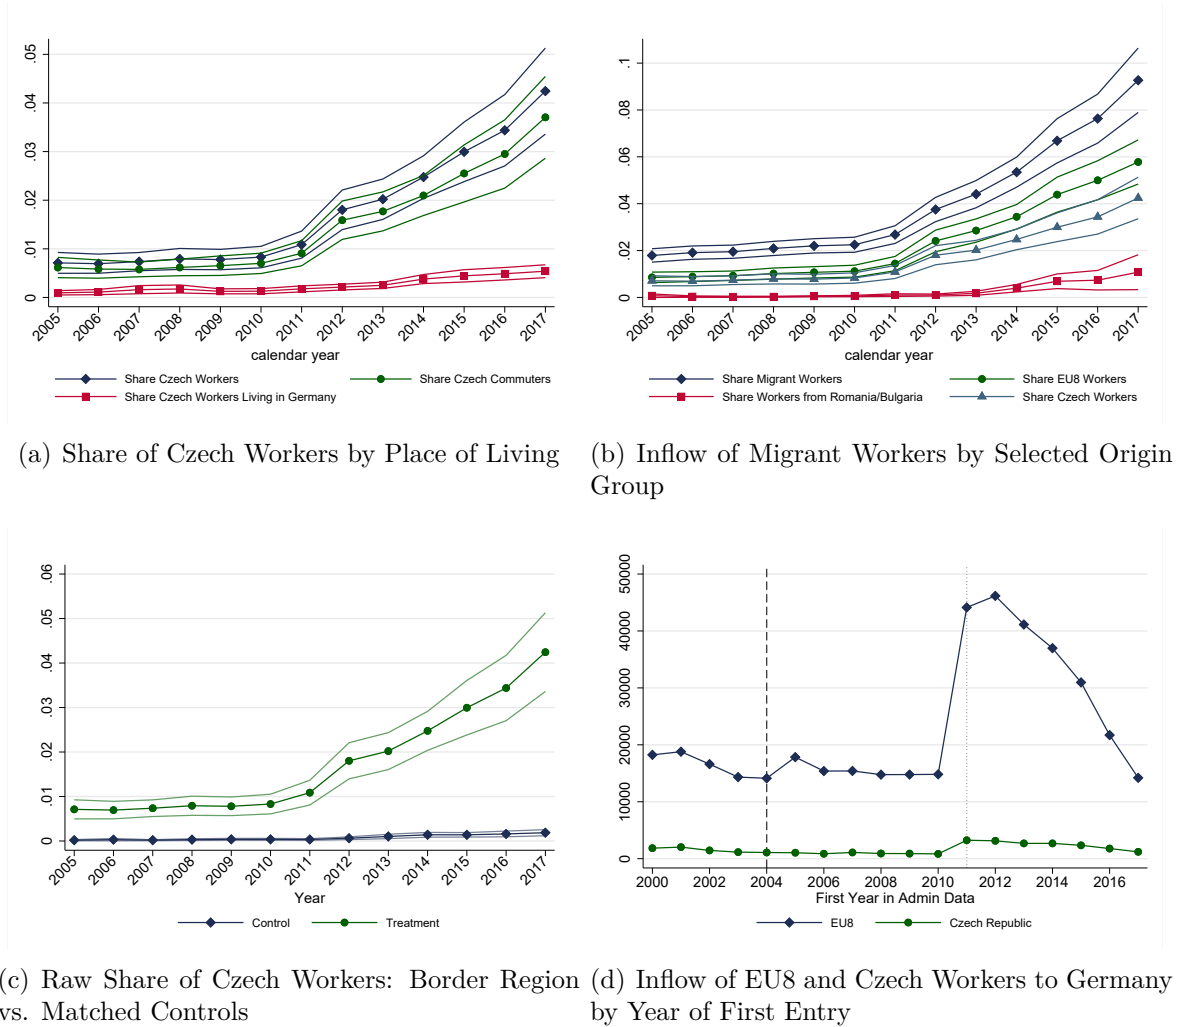 0 .01 .02 .03 .04 .05
2005 2006 2007 2008 2009 2010 2011 2012 2013 2014 2015 2016 2017
calendar year
Share Czech Workers Share Czech Commuters
Share Czech Workers Living in Germany
(a) Share of Czech Workers by Place of Living
0 .02 .04 .06 .08 .1
2005 2006 2007 2008 2009 2010 2011 2012 2013 2014 2015 2016 2017
calendar year
Share Migrant Workers Share EU8 Workers
Share Workers from Romania/Bulgaria Share Czech Workers
(b) Inflow of Migrant Workers by Selected Origin
Group
0 .01 .02 .03 .04 .05 .06
2005 2006 2007 2008 2009 2010 2011 2012 2013 2014 2015 2016 2017
Year
Control Treatment
(c) Raw Share of Czech Workers: Border Region
vs. Matched Controls
0 10000 20000 30000 40000 50000
2000 2002 2004 2006 2008 2010 2012 2014 2016
First Year in Admin Data
EU8 Czech Republic
(d) Inflow of EU8 and Czech Workers to Germany
by Year of First Entry